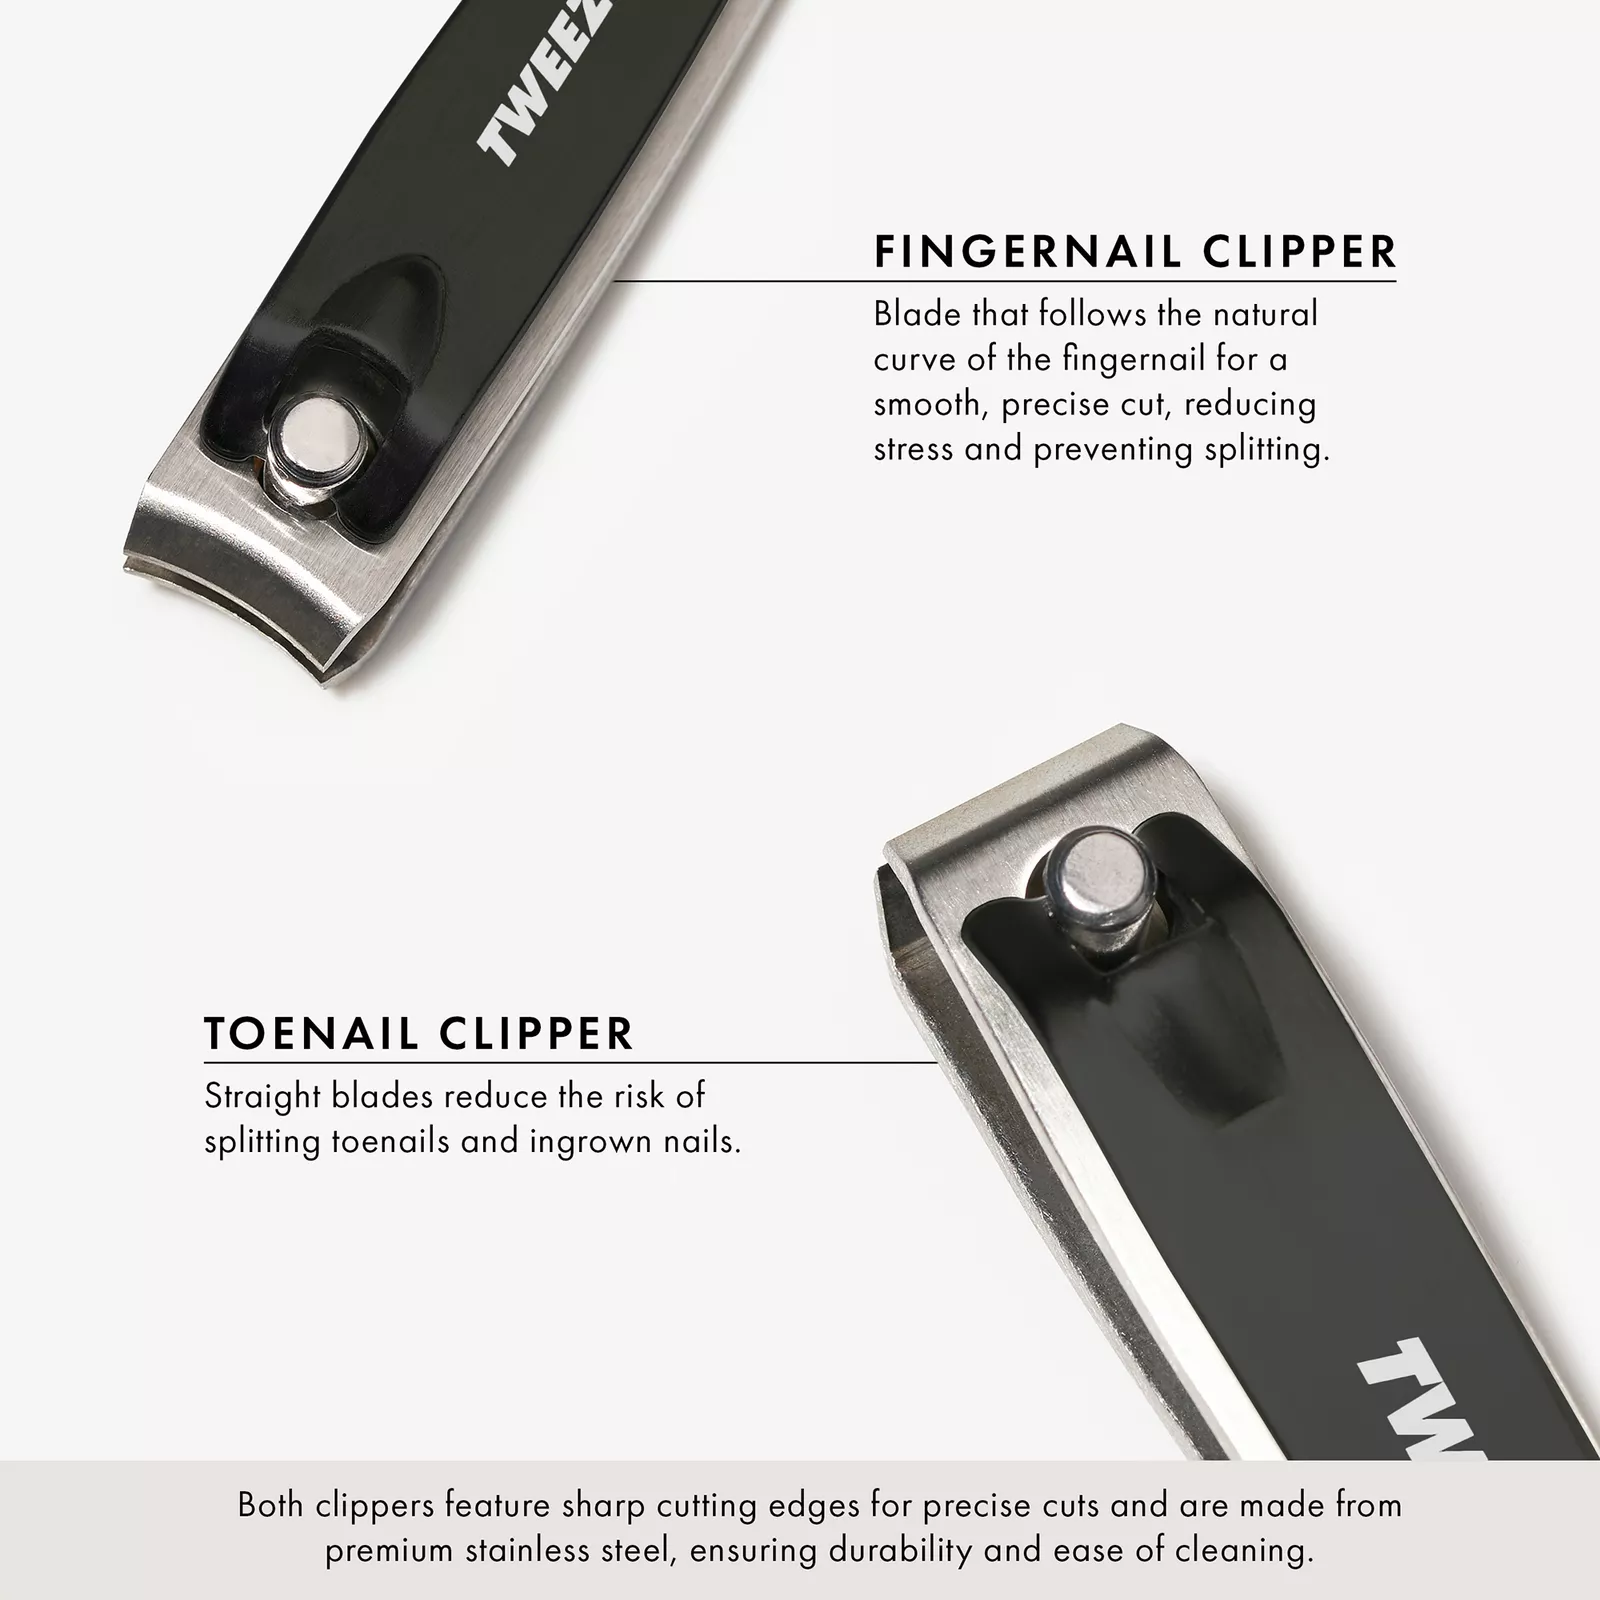 TWEEZ
FINGERNAIL CLIPPER
Blade that follows the natural
curve of the fingernail for a
smooth, precise cut, reducing
stress and preventing splitting.
TOENAIL CLIPPER
Straight blades reduce the risk of
splitting toenails and ingrown nails.
TW
Both clippers feature sharp cutting edges for precise cuts and are made from
premium stainless steel, ensuring durability and ease of cleaning.